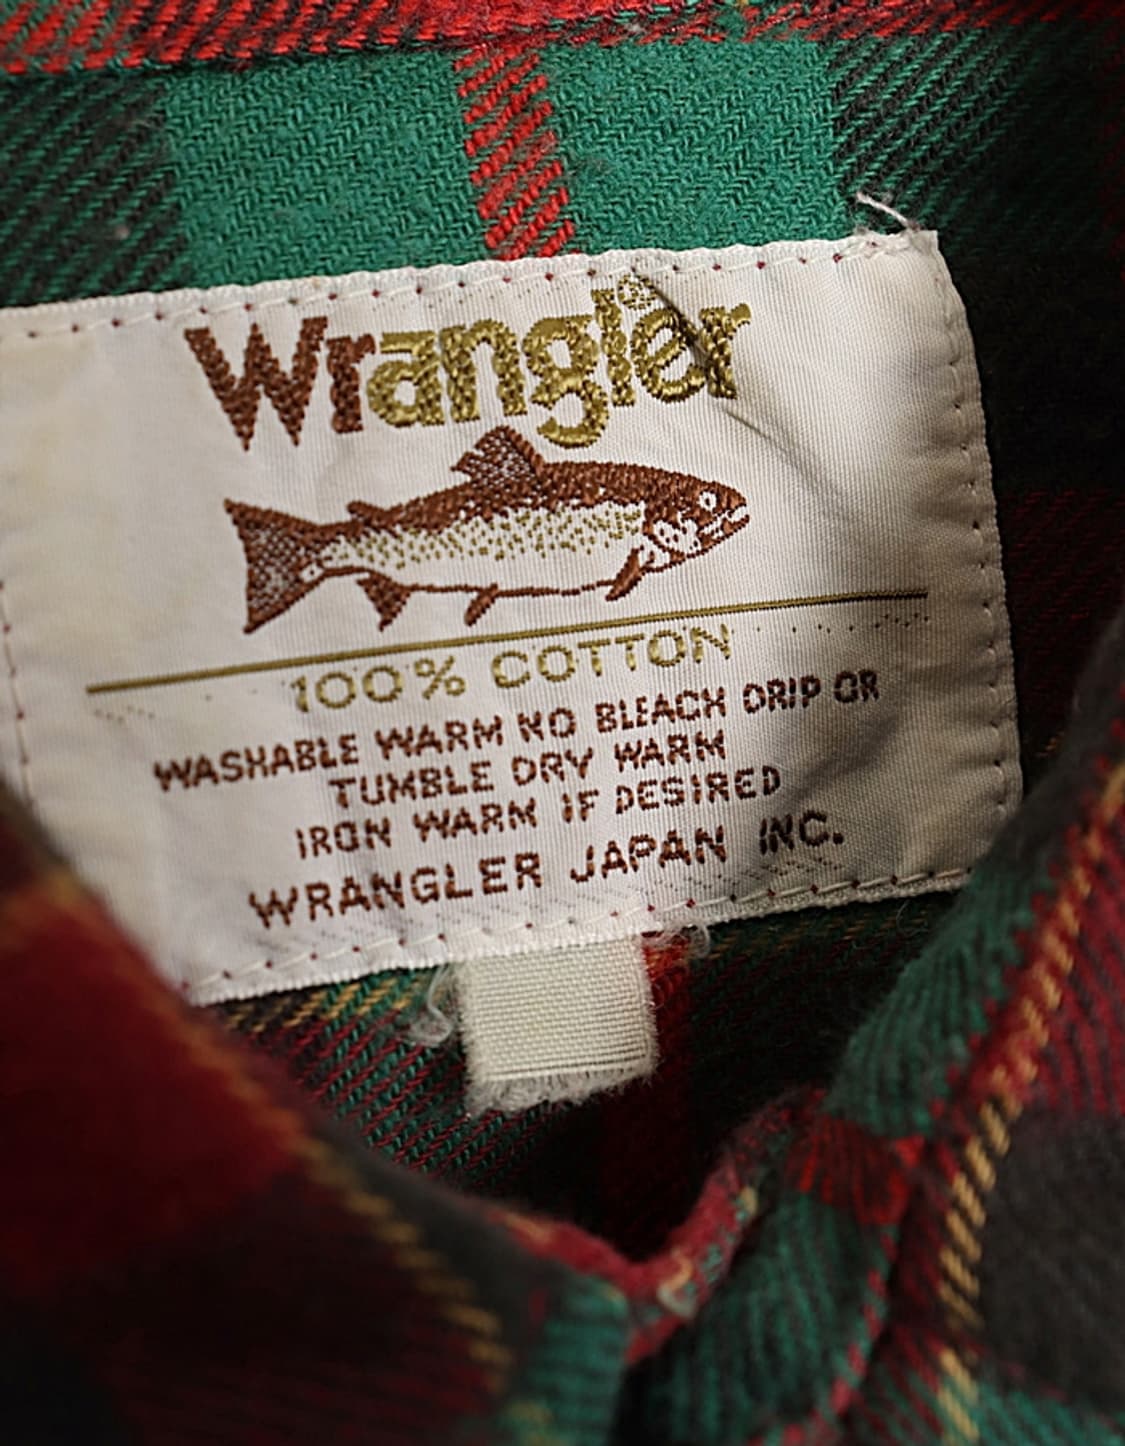 Wrangler®
100% COTTON
WASHABLE WARM NO BLEACH DRIP OR
TUMBLE DRY WARM
IRON WARM IF DESIRED
WRANGLER JAPAN INC.